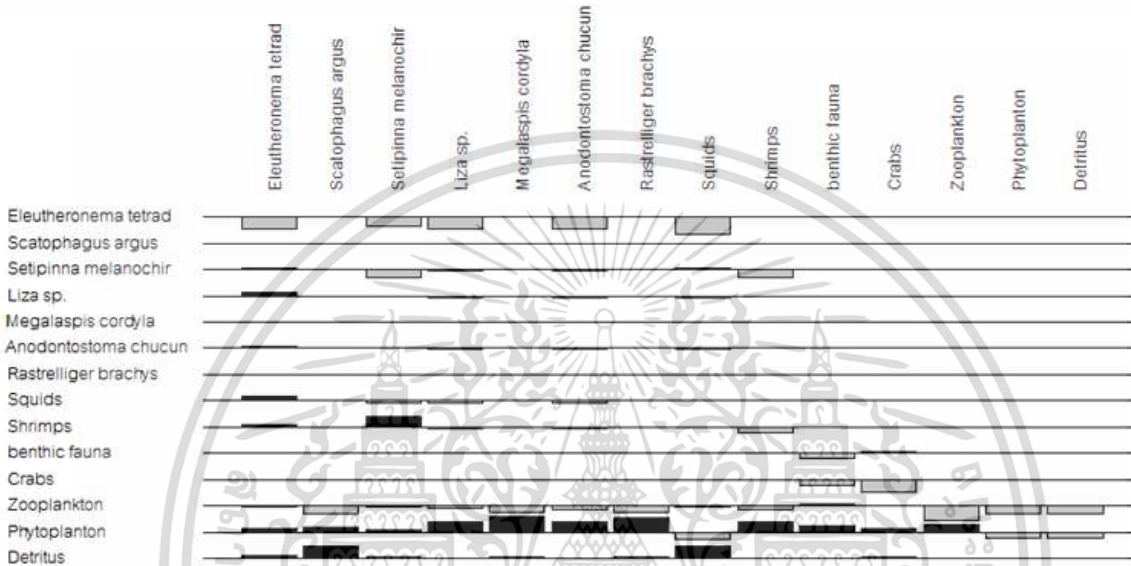 Eleutheronema tetrad
Scatophagus argus
Setipinna melanochir
Liza sp.
Megalaspis cordyla
Anodontostoma chucun
Rastrelliger brachys
Squids
Shrimps
benthic fauna
Crabs
Zooplankton
Phytoplanton
Detritus
Eleutheronema tetrad
Scatophagus argus
Setipinna melanochir
Liza sp.
Megalaspis cordyla
Anodontostoma chucun
Rastrelliger brachys
Squids
Shrimps
benthic fauna
Crabs
Zooplankton
Phytoplanton
Detritus